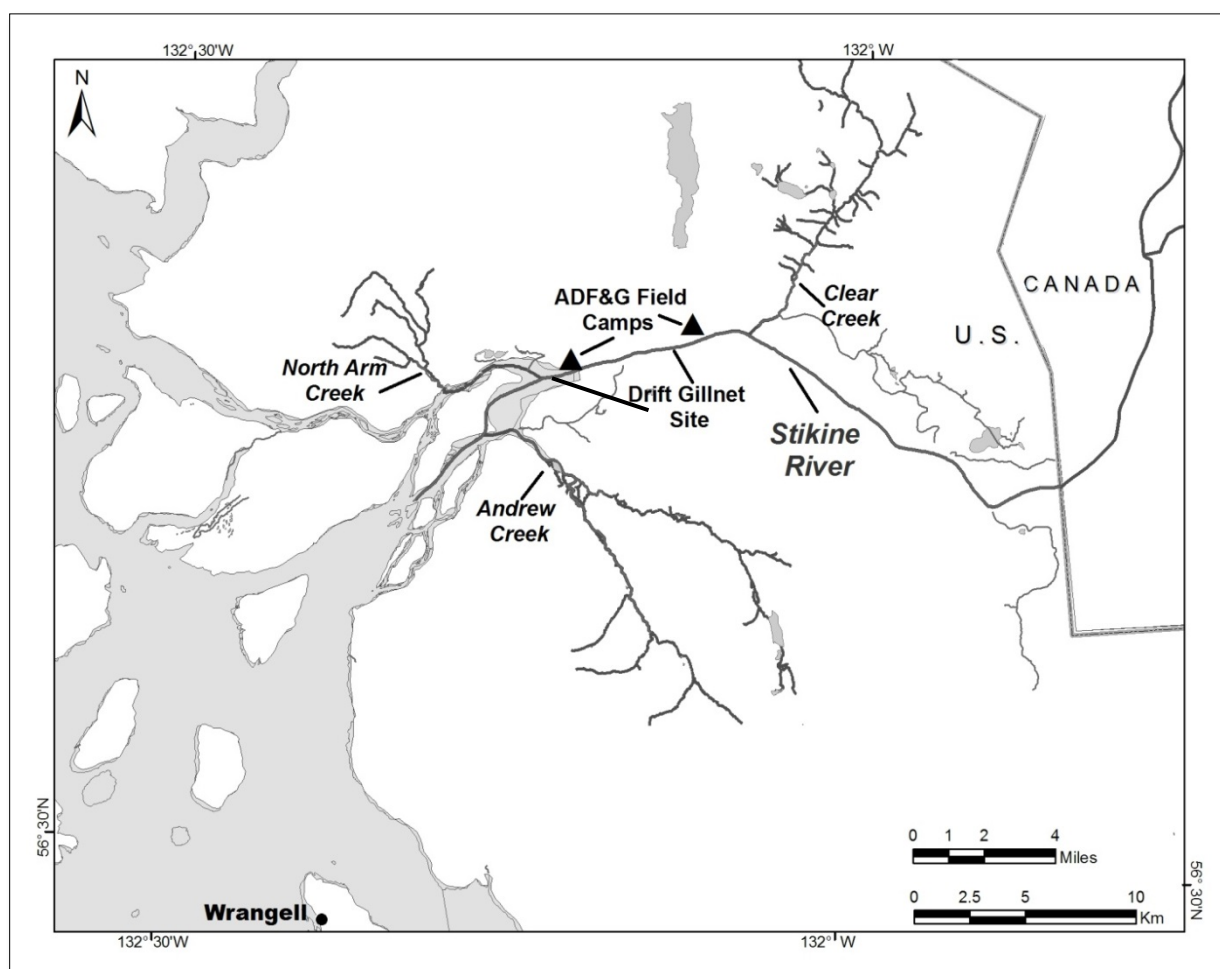 132° 30'W
132° W
N
ADF&G Field
Camps
Clear
Creek
CANADA
U.S.
North Arm
Creek
Drift Gillnet
Site
Stikine
River
Andrew
Creek
56° 30'N
0 1 2 4
Miles
0 2.5 5 10
Km
56° 30'N
Wrangell
132° 30'W
132° W